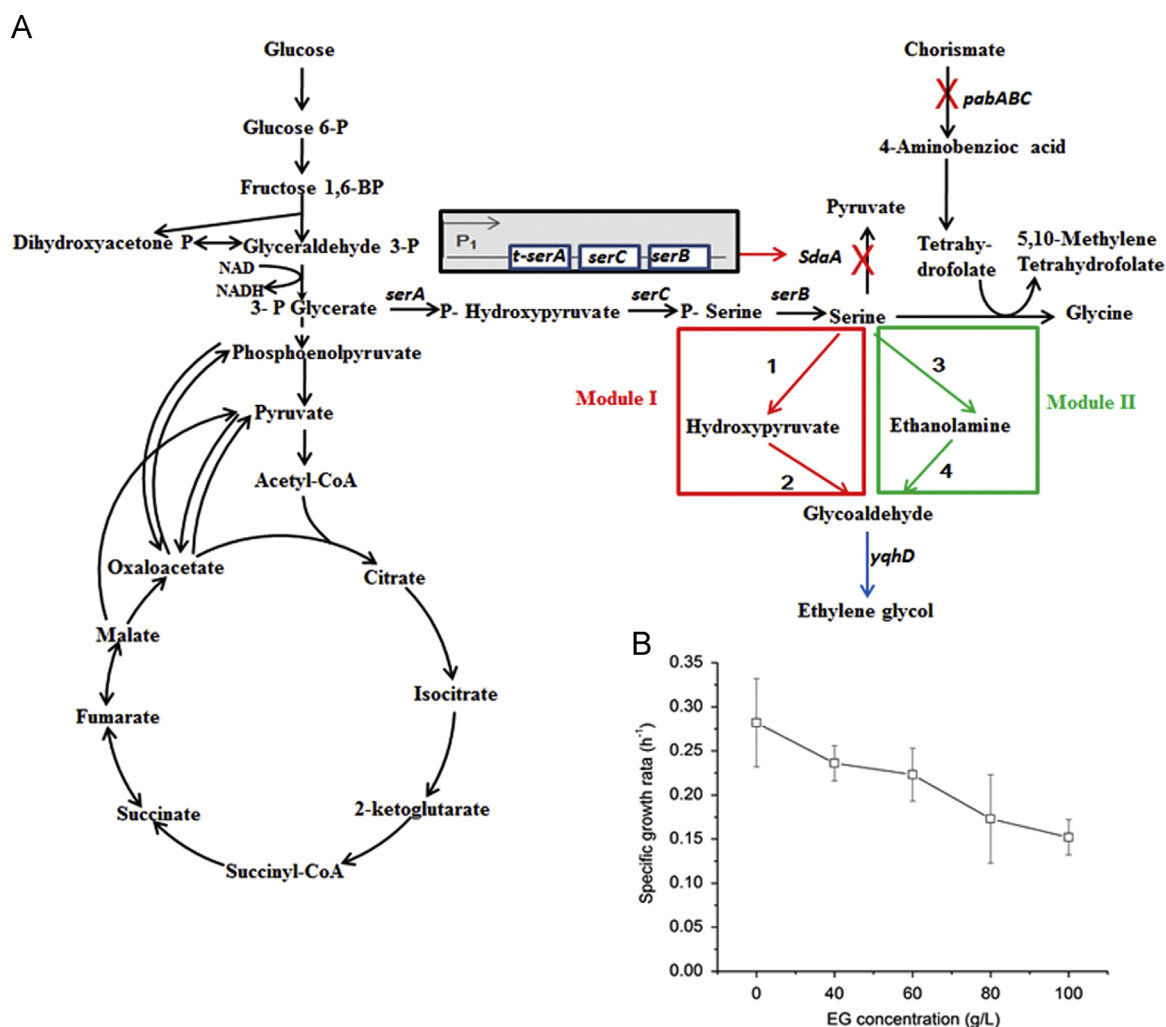 A
Glucose
Glucose 6-P
Fructose 1,6-BP
Dihydroxyacetone P
Glyceraldehyde 3-P
NAD
NADH
3- P Glycerate
serA
P- Hydroxypyruvate
serC
P- Serine
serB
Serine
Glycine
P1
t-serA
serC
serB
SdaA
Pyruvate
Chorismate
pabABC
4-Aminobenzioc acid
Tetrahy-
drofolate
5,10-Methylene
Tetrahydrofolate
Phosphoenolpyruvate
Pyruvate
Acetyl-CoA
Oxaloacetate
Citrate
Malate
Isocitrate
Fumarate
2-ketoglutarate
Succinate
Succinyl-CoA
Module I
1
Hydroxypyruvate
2
3
Ethanolamine
4
Module II
Glycoaldehyde
yqhD
Ethylene glycol
B
Specific growth rata (h-1)
0.35
0.30
0.25
0.20
0.15
0.10
0.05
0.00
0 40 60 80 100
EG concentration (g/L)